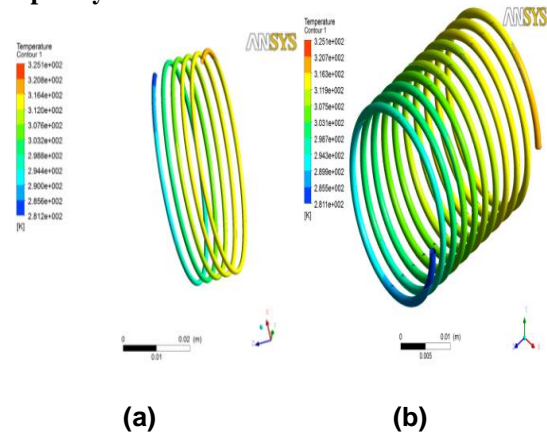 Temperature
Contour 1
3.251e+002
3.208e+002
3.164e+002
3.120e+002
3.076e+002
3.032e+002
2.988e+002
2.944e+002
2.900e+002
2.856e+002
2.812e+002
[K]
ANSYS
0 0.02 (m)
0.01
Temperature
Contour 1
3.251e+002
3.207e+002
3.163e+002
3.119e+002
3.075e+002
3.031e+002
2.987e+002
2.943e+002
2.899e+002
2.855e+002
2.811e+002
[K]
ANSYS
0 0.01 (m)
0.005
(a) (b)